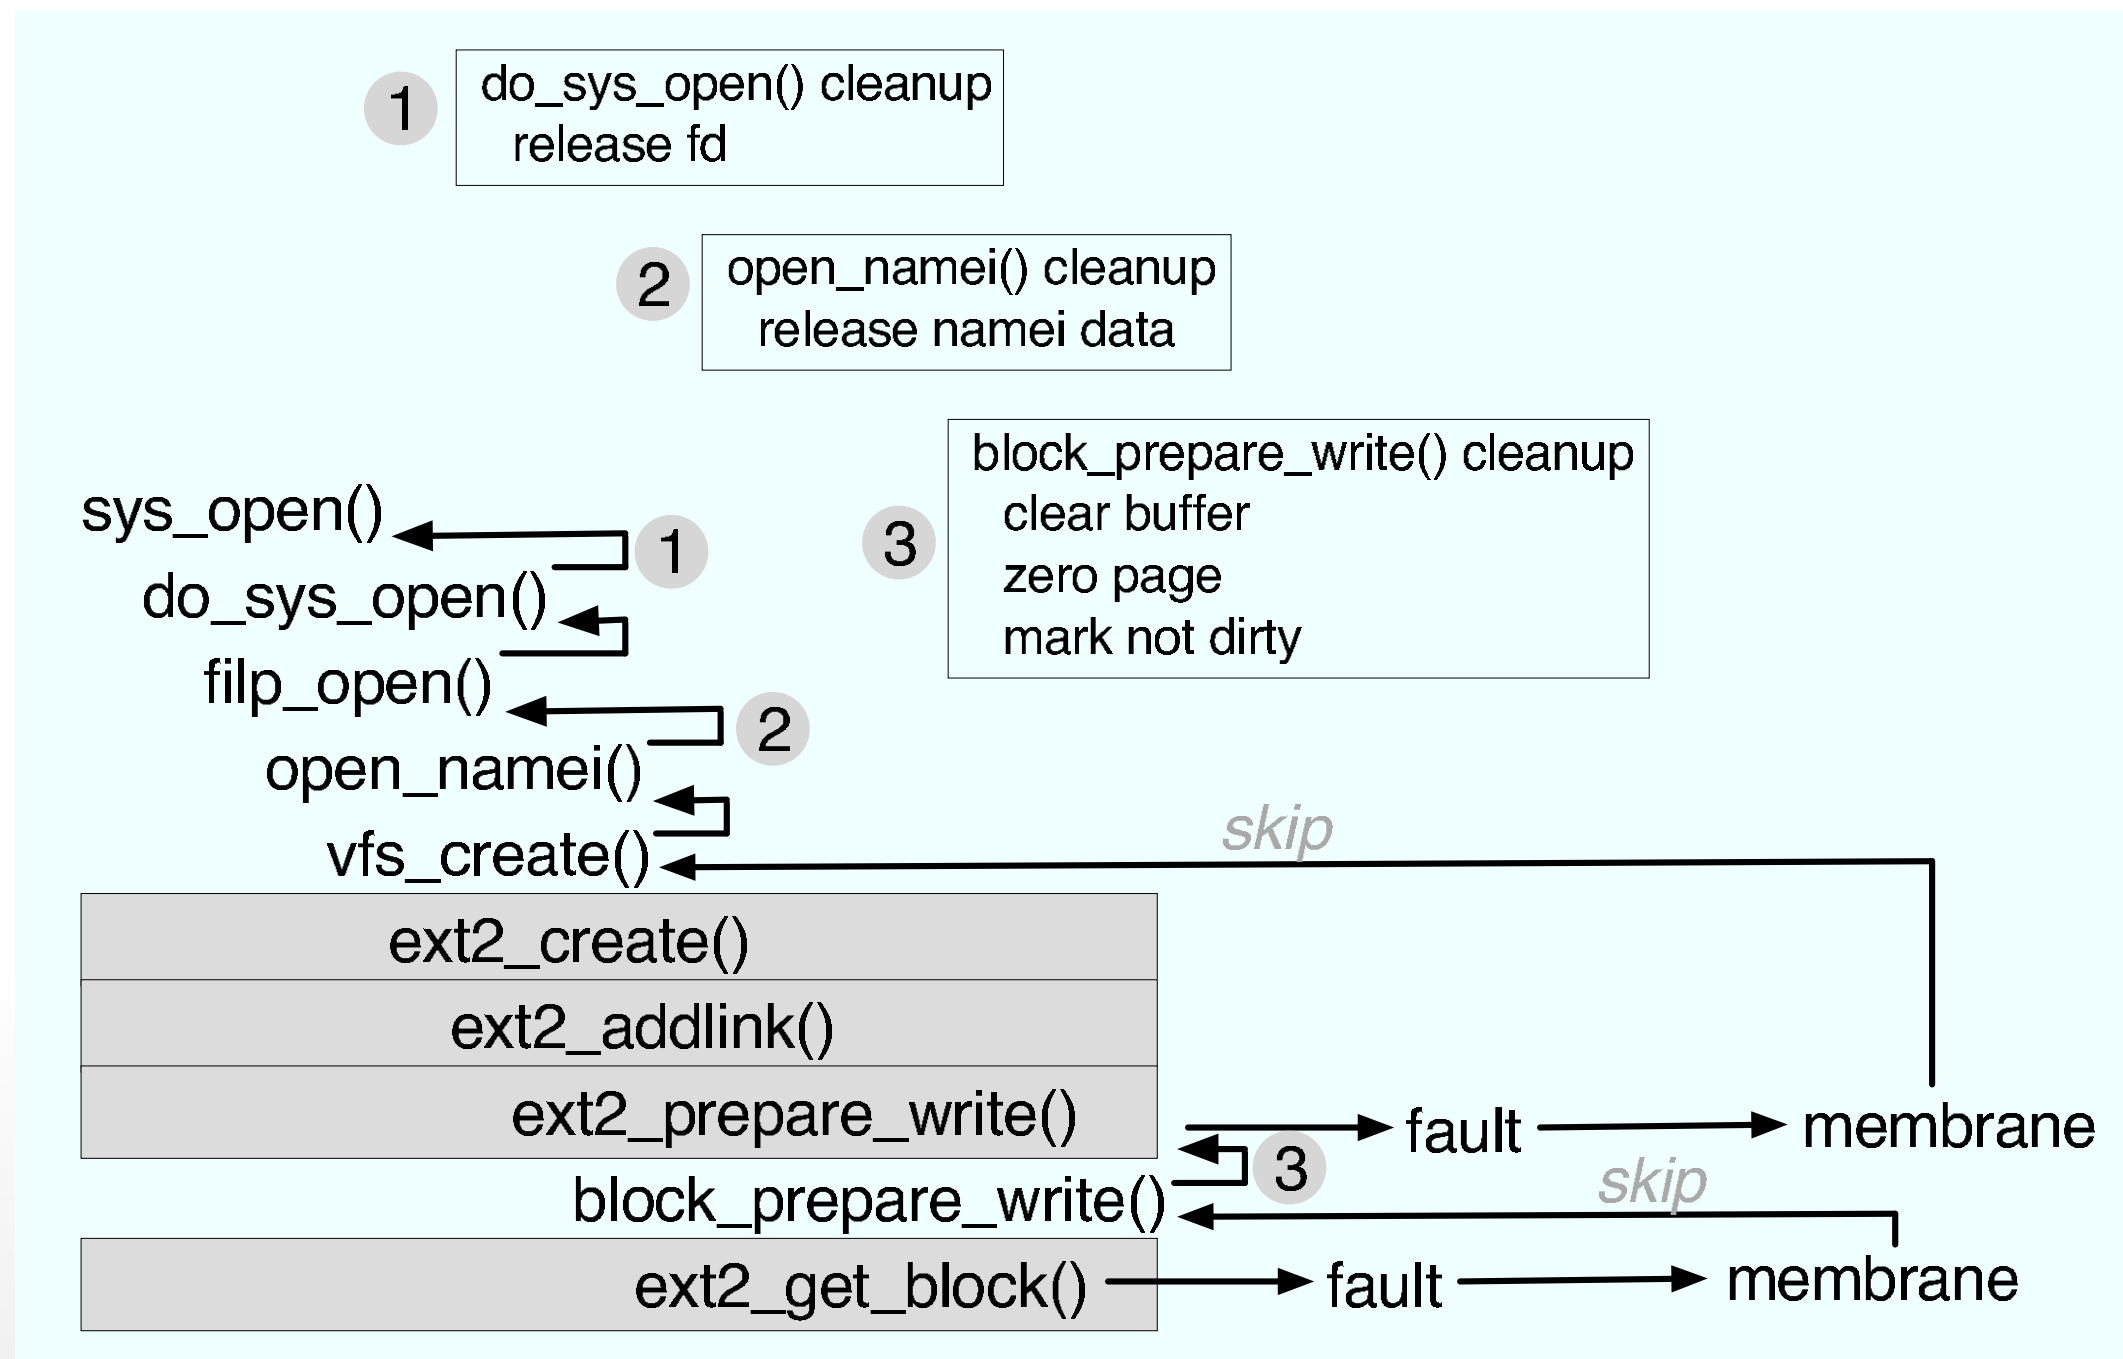 1
do_sys_open() cleanup
release fd
2
open_namei() cleanup
release namei data
3
block_prepare_write() cleanup
clear buffer
zero page
mark not dirty
sys_open()
1
do_sys_open()
filp_open()
2
open_namei()
skip
vfs_create()
ext2_create()
ext2_addlink()
ext2_prepare_write() fault membrane
3 skip
block_prepare_write()
ext2_get_block() fault membrane